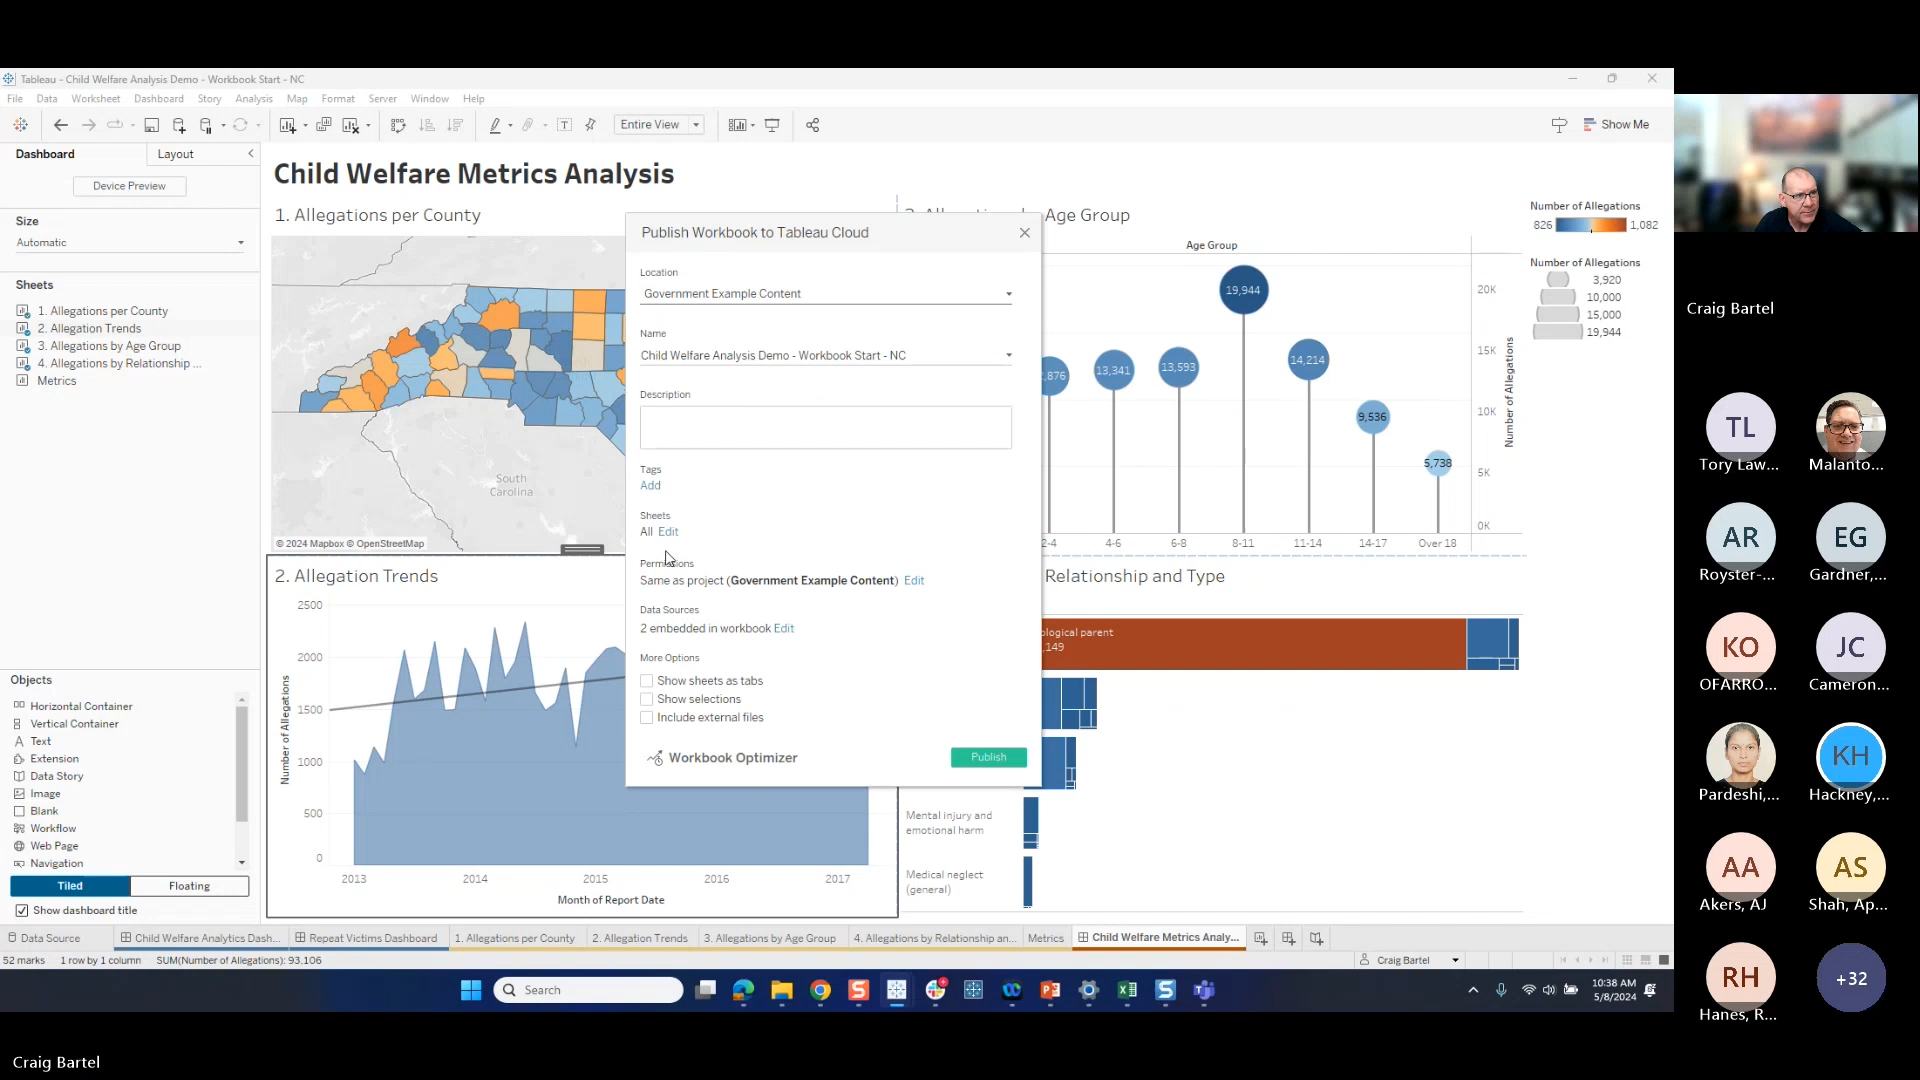 Tableau - Child Welfare Analysis Demo - Workbook Start - NC
File Data Worksheet Dashboard Story Analysis Map Format Server Window Help
Entire View
Show Me
Dashboard
Layout
Device Preview
Size
Automatic
Sheets
1. Allegations per County
2. Allegation Trends
3. Allegations by Age Group
4. Allegations by Relationship ...
Metrics
Objects
Horizontal Container
Vertical Container
Text
Extension
Data Story
Image
Blank
Workflow
Web Page
Navigation
Tiled
Floating
Show dashboard title
Child Welfare Metrics Analysis
1. Allegations per County
South
Carolina
© 2024 Mapbox © OpenStreetMap
2. Allegation Trends
2500
2000
1500
1000
500
0
Number of Allegations
2013
2014
2015
2016
2017
Month of Report Date
Publish Workbook to Tableau Cloud
Location
Government Example Content
Name
Child Welfare Analysis Demo - Workbook Start - NC
Description
Tags
Add
Sheets
All Edit
Same as project (Government Example Content) Edit
Data Sources
2 embedded in workbook Edit
More Options
Show sheets as tabs
Show selections
Include external files
Workbook Optimizer
Publish
Age Group
Age Group
,876
13,341
13,593
19,944
14,214
9,536
5,738
20K
15K
10K
5K
0K
Number of Allegations
2-4
4-6
6-8
8-11
11-14
14-17
Over 18
Number of Allegations
826
1,082
Number of Allegations
3,920
10,000
15,000
19,944
Relationship and Type
ological parent
,149
Mental injury and
emotional harm
Medical neglect
(general)
Data Source
Child Welfare Analytics Dash...
Repeat Victims Dashboard
1. Allegations per County
2. Allegation Trends
3. Allegations by Age Group
4. Allegations by Relationship an...
Metrics
Child Welfare Metrics Analy...
52 marks
1 row by 1 column
SUM(Number of Allegations): 93,106
Craig Bartel
Search
10:38 AM
5/8/2024
Craig Bartel
TL
Tory Law...
Malanto...
AR
Royster-...
EG
Gardner,...
KO
OFARRO...
JC
Cameron...
Pardeshi,...
KH
Hackney,...
AA
Akers, AJ
AS
Shah, Ap...
RH
Hanes, R...
+32
Craig Bartel